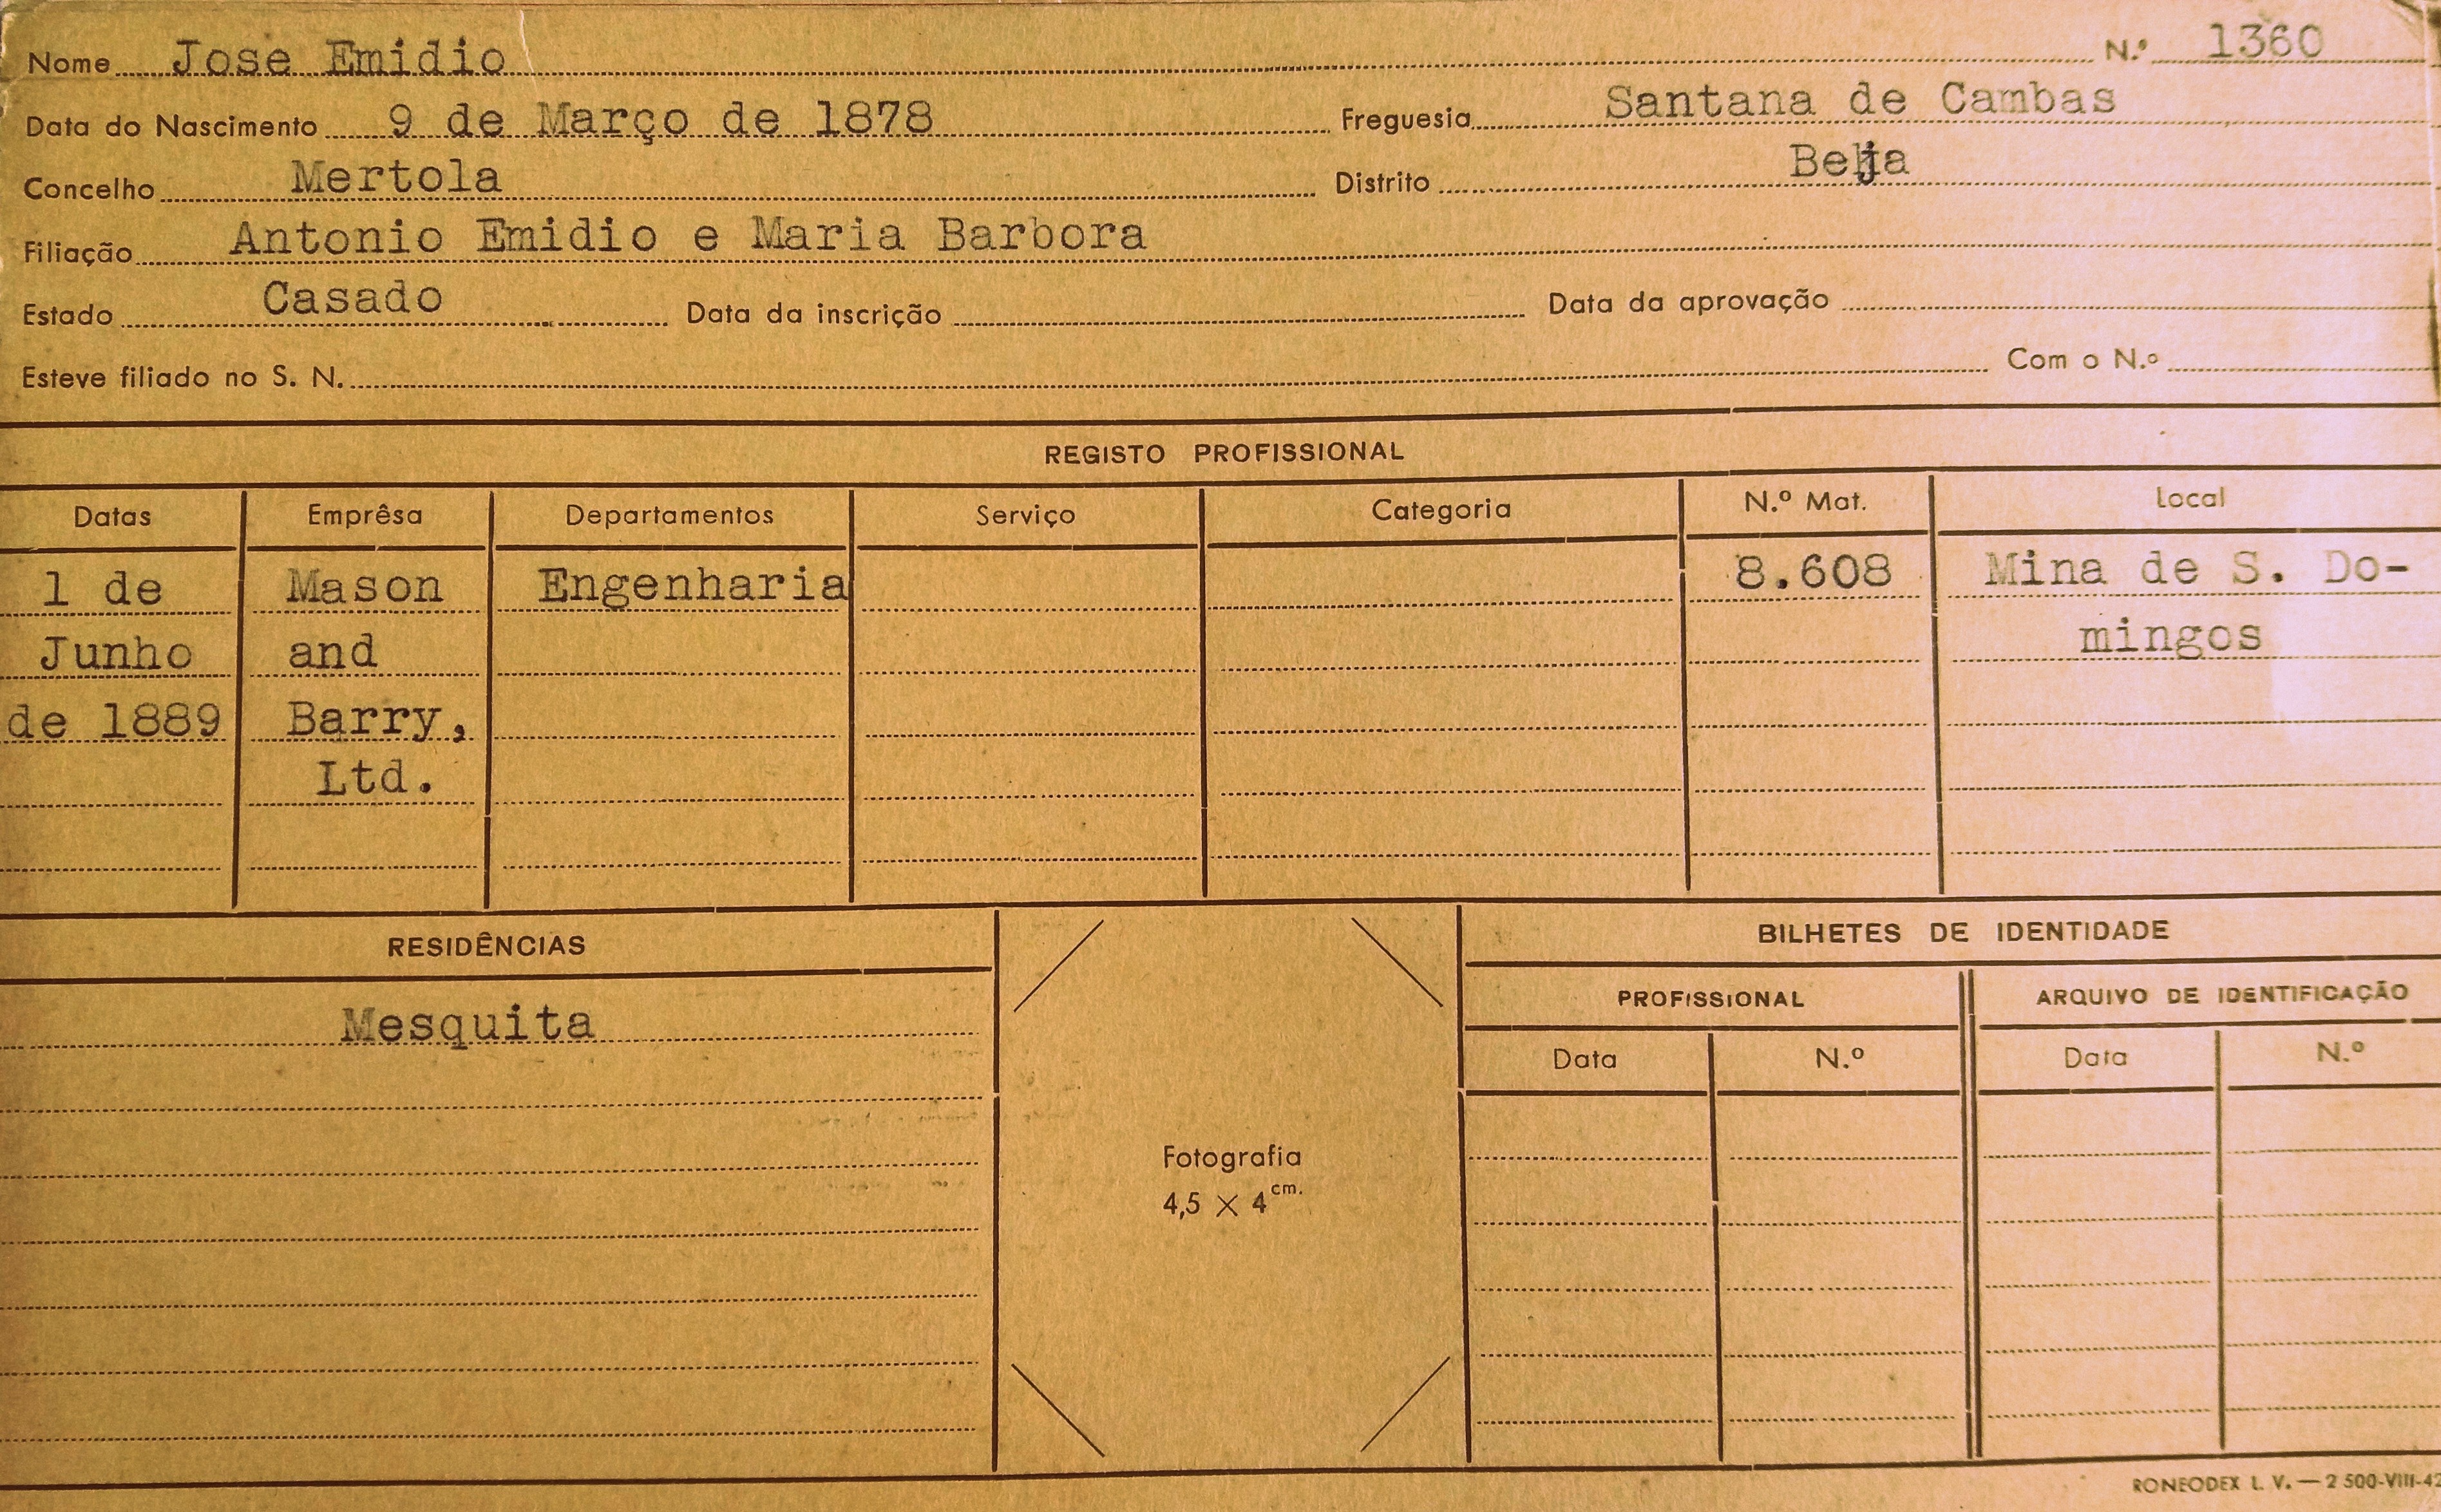 Nome Jose Emidio N.º 1360
Data do Nascimento 9 de Março de 1878 Freguesia Santana de Cambas
Concelho Mertola Distrito Beja
Filiação Antonio Emidio e Maria Barbora
Estado Casado Data da inscrição Data da aprovação
Esteve filiado no S. N. Com o N.º
REGISTO PROFISSIONAL
Datas Emprêsa Departamentos Serviço Categoria N.º Mat. Local
1 de Mason Engenharia 8.608 Mina de S. Do-
Junho and mingos
de 1889 Barry,
Ltd.
RESIDÊNCIAS BILHETES DE IDENTIDADE
PROFISSIONAL ARQUIVO DE IDENTIFICAÇÃO
Mesquita
Data N.º Data N.º
Fotografia
4,5 × 4 cm.
RONEODEX L. V. — 2 500-VIII-42